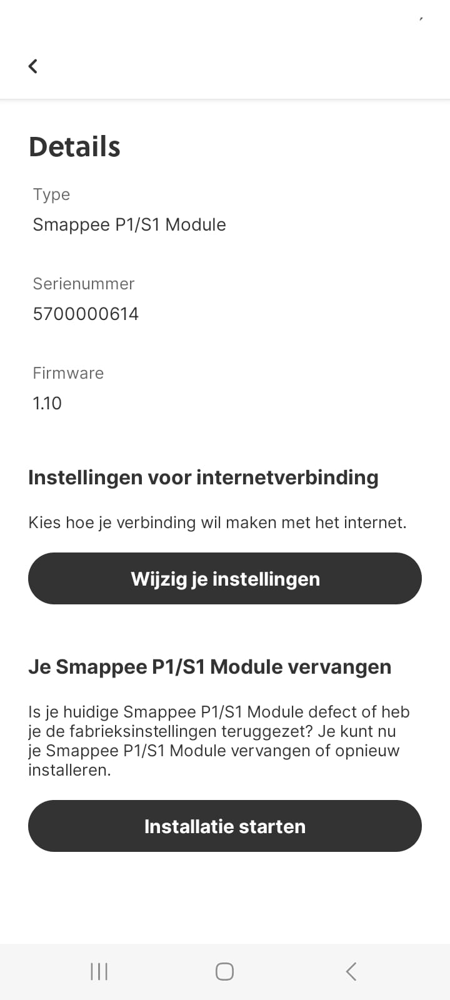 Details
Type
Smappee P1/S1 Module
Serienummer
5700000614
Firmware
1.10
Instellingen voor internetverbinding
Kies hoe je verbinding wil maken met het internet.
Wijzig je instellingen
Je Smappee P1/S1 Module vervangen
Is je huidige Smappee P1/S1 Module defect of heb
je de fabrieksinstellingen teruggezet? Je kunt nu
je Smappee P1/S1 Module vervangen of opnieuw
installeren.
Installatie starten